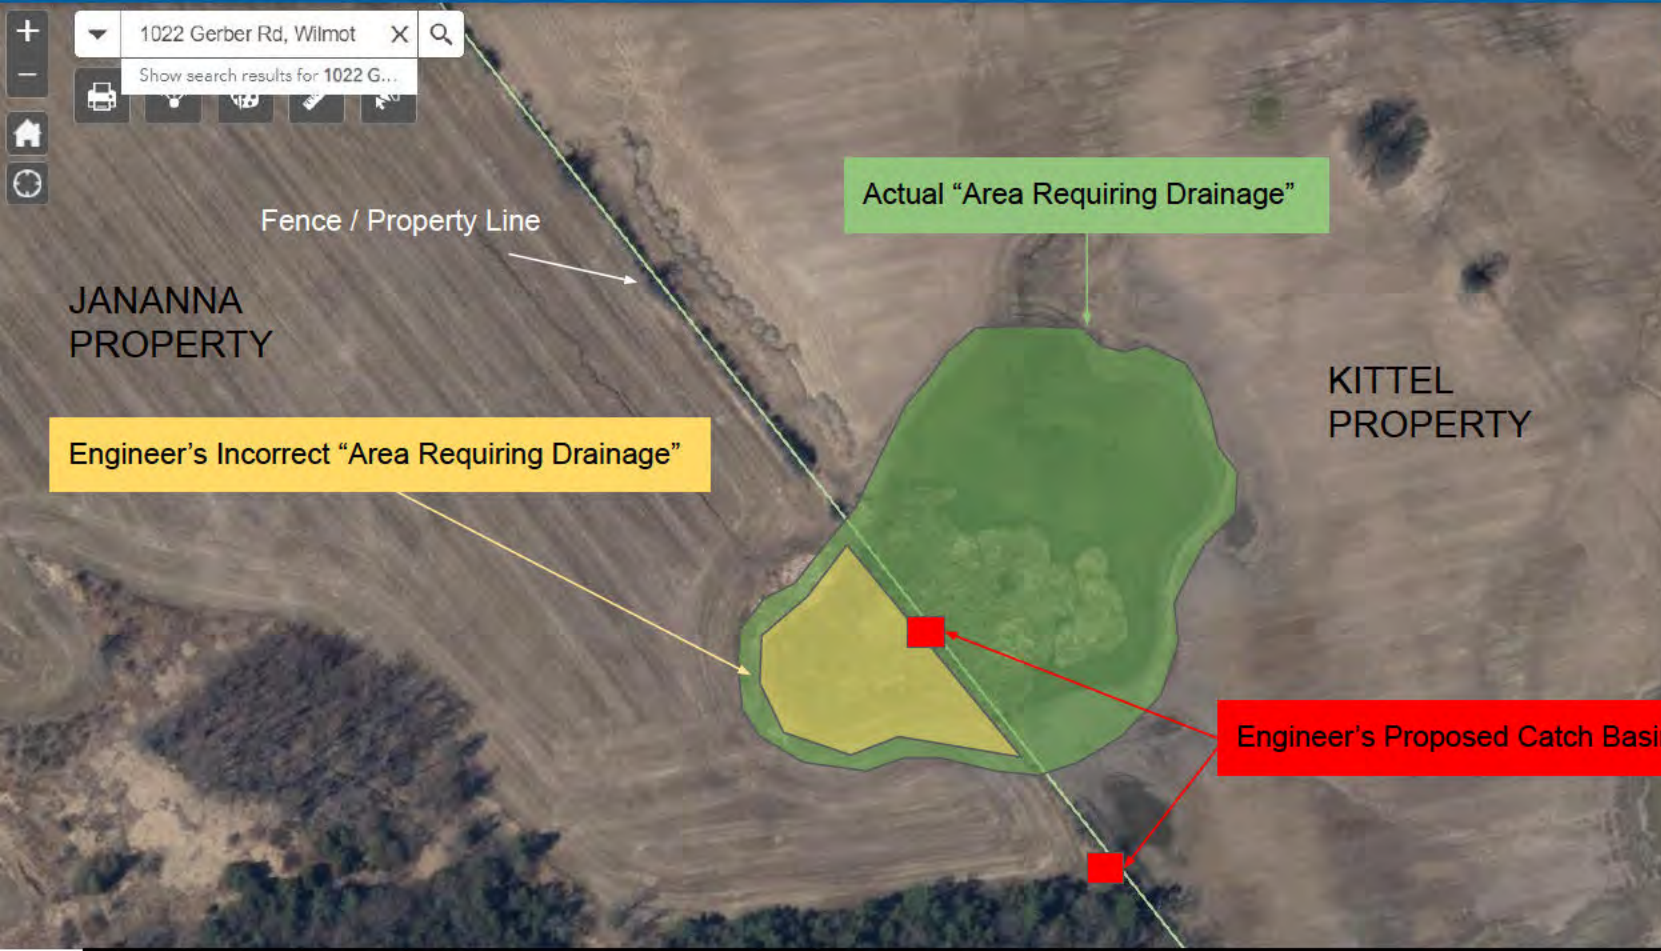 1022 Gerber Rd, Wilmot
Show search results for 1022 G...
Fence / Property Line
Actual “Area Requiring Drainage”
JANANNA
PROPERTY
KITTEL
PROPERTY
Engineer’s Incorrect “Area Requiring Drainage”
Engineer’s Proposed Catch Basi